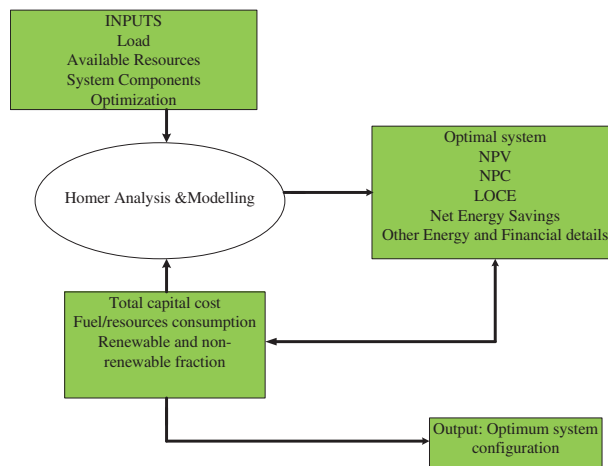 INPUTS
Load
Available Resources
System Components
Optimization
Homer Analysis &Modelling
Optimal system
NPV
NPC
LOCE
Net Energy Savings
Other Energy and Financial details
Total capital cost
Fuel/resources consumption
Renewable and non-
renewable fraction
Output: Optimum system
configuration